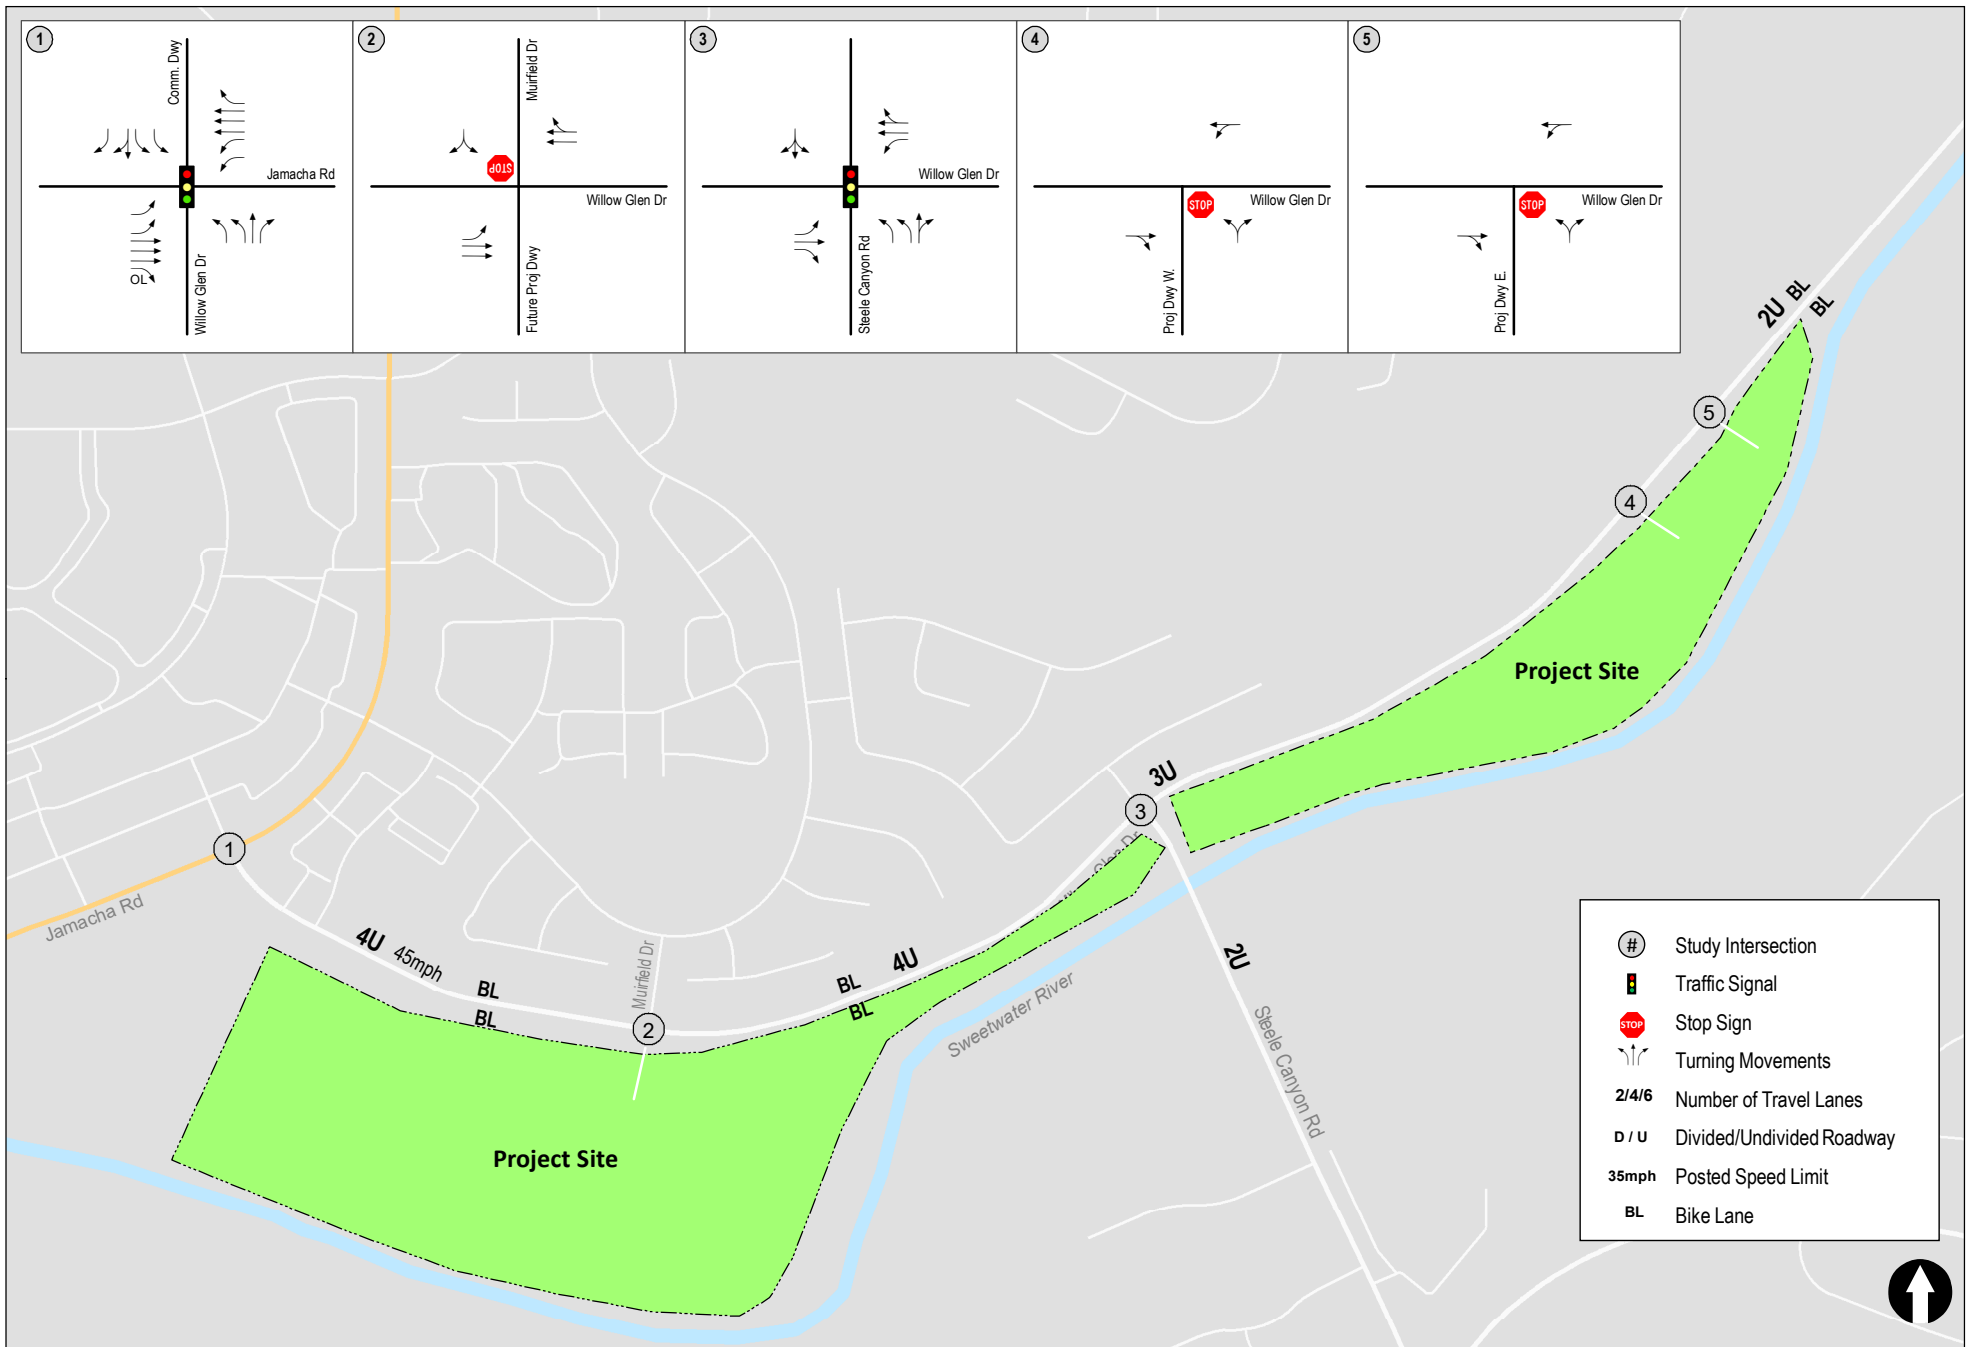 1
Comm. Dwy
Jamacha Rd
OL
Willow Glen Dr
2
Muirfield Dr
STOP
Willow Glen Dr
Future Proj Dwy
3
Willow Glen Dr
Steele Canyon Rd
4
STOP
Willow Glen Dr
Proj Dwy W.
5
STOP
Willow Glen Dr
Proj Dwy E.
2U
BL
BL
5
4
Project Site
3U
3
Glen Dr
1
Jamacha Rd
4U
45mph
BL
BL
Muirfield Dr
2
BL
4U
BL
Sweetwater River
2U
Steele Canyon Rd
Project Site
# Study Intersection
Traffic Signal
STOP Stop Sign
Turning Movements
2/4/6 Number of Travel Lanes
D / U Divided/Undivided Roadway
35mph Posted Speed Limit
BL Bike Lane